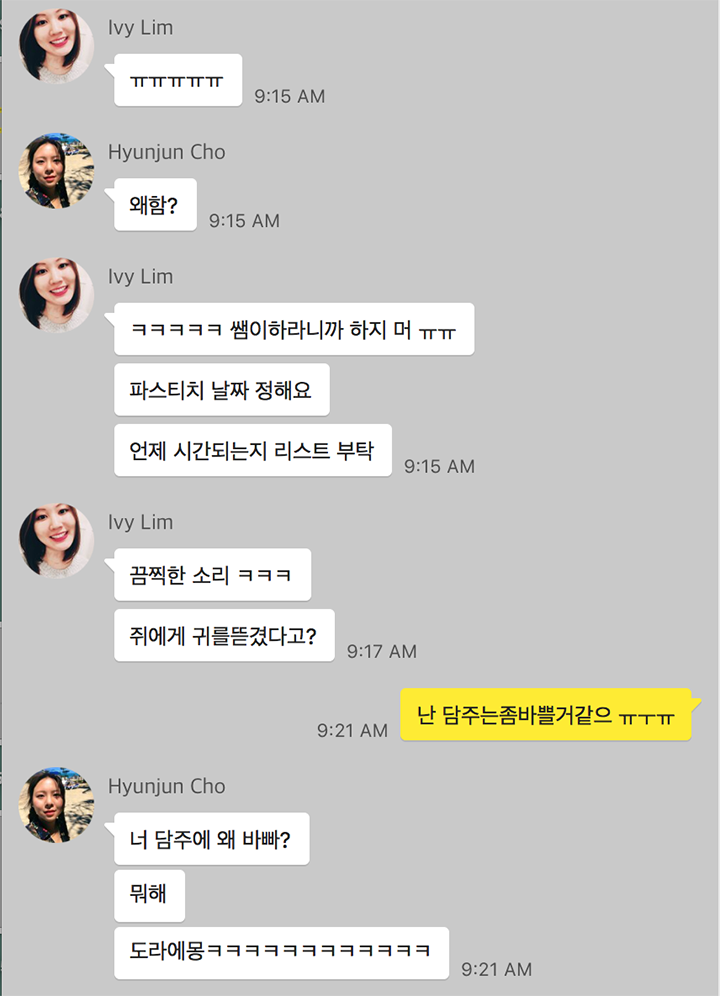 Ivy Lim
ㅠㅠㅠㅠㅠ
9:15 AM
Hyunjun Cho
왜함?
9:15 AM
Ivy Lim
ㅋㅋㅋㅋㅋ 쌤이하라니까 하지 머 ㅠㅠ
파스티치 날짜 정해요
언제 시간되는지 리스트 부탁
9:15 AM
Ivy Lim
끔찍한 소리 ㅋㅋㅋ
쥐에게 귀를뜯겼다고?
9:17 AM
난 담주는좀바쁠거같으 ㅠㅜㅠ
9:21 AM
Hyunjun Cho
너 담주에 왜 바빠?
뭐해
도라에몽ㅋㅋㅋㅋㅋㅋㅋㅋㅋㅋㅋㅋ
9:21 AM